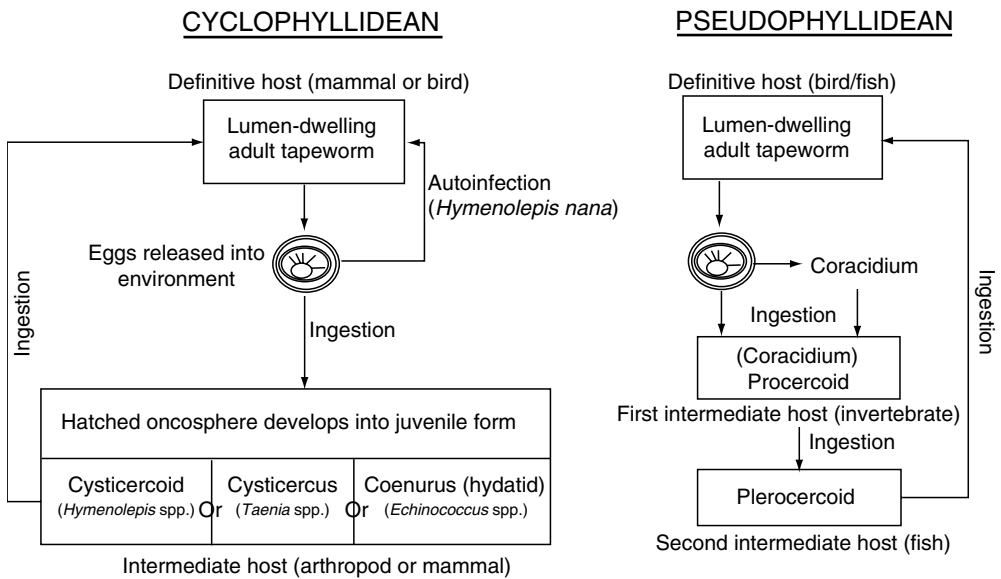 CYCLOPHYLLIDEAN
Definitive host (mammal or bird)
Lumen-dwelling
adult tapeworm
Autoinfection
(Hymenolepis nana)
Eggs released into
environment
Ingestion
Ingestion
Hatched oncosphere develops into juvenile form
Cysticercoid
(Hymenolepis spp.)
Or
Cysticercus
(Taenia spp.)
Or
Coenurus (hydatid)
(Echinococcus spp.)
Intermediate host (arthropod or mammal)
PSEUDOPHYLLIDEAN
Definitive host (bird/fish)
Lumen-dwelling
adult tapeworm
Coracidium
Ingestion
Ingestion
(Coracidium)
Procercoid
First intermediate host (invertebrate)
Ingestion
Plerocercoid
Second intermediate host (fish)